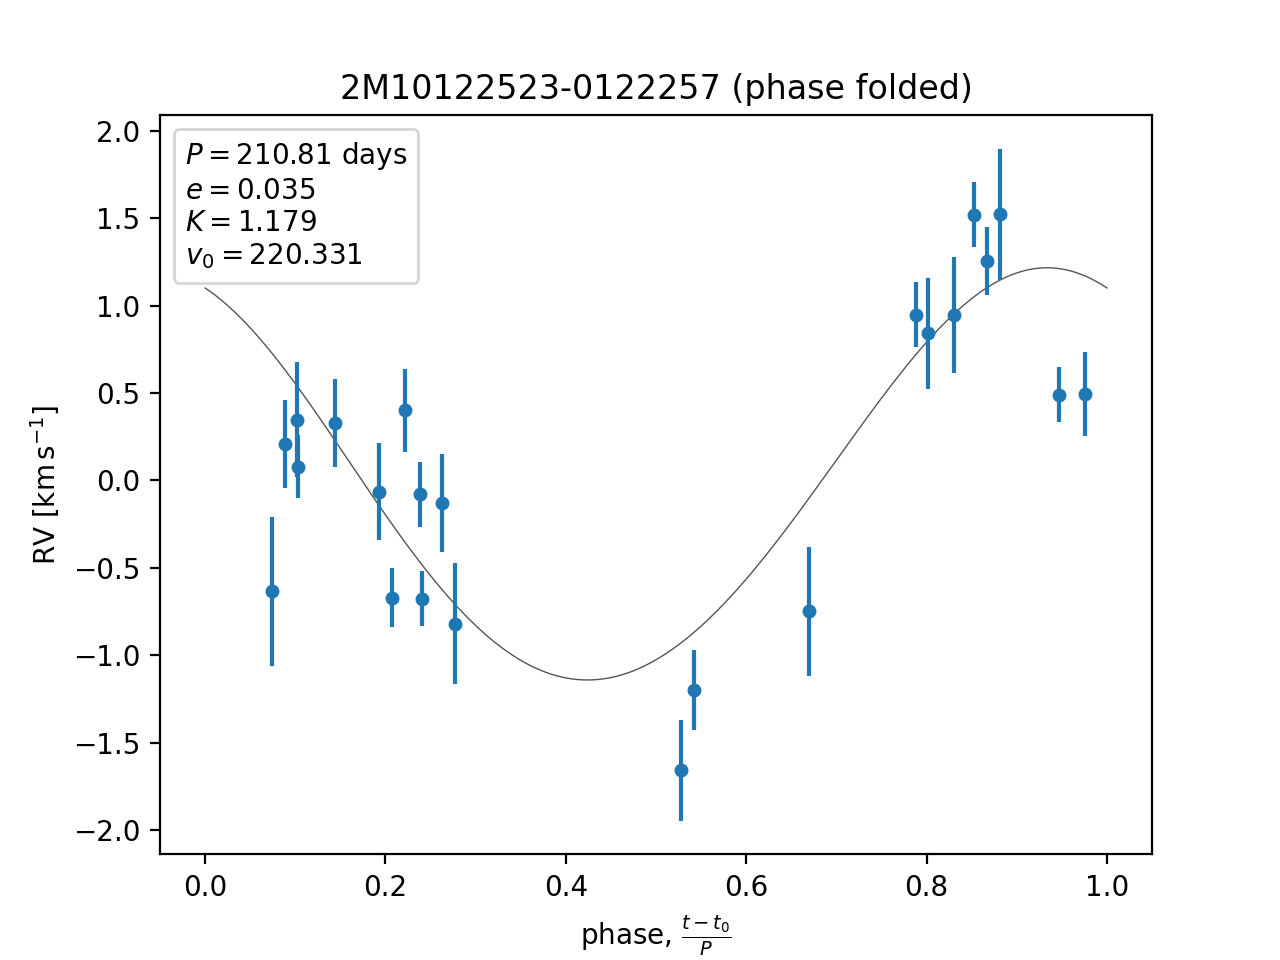 2M10122523-0122257 (phase folded)
P = 210.81 days
e = 0.035
K = 1.179
v₀ = 220.331
2.0
1.5
1.0
0.5
0.0
−0.5
−1.0
−1.5
−2.0
RV [km s⁻¹]
0.0 0.2 0.4 0.6 0.8 1.0
phase, (t − t₀)/P